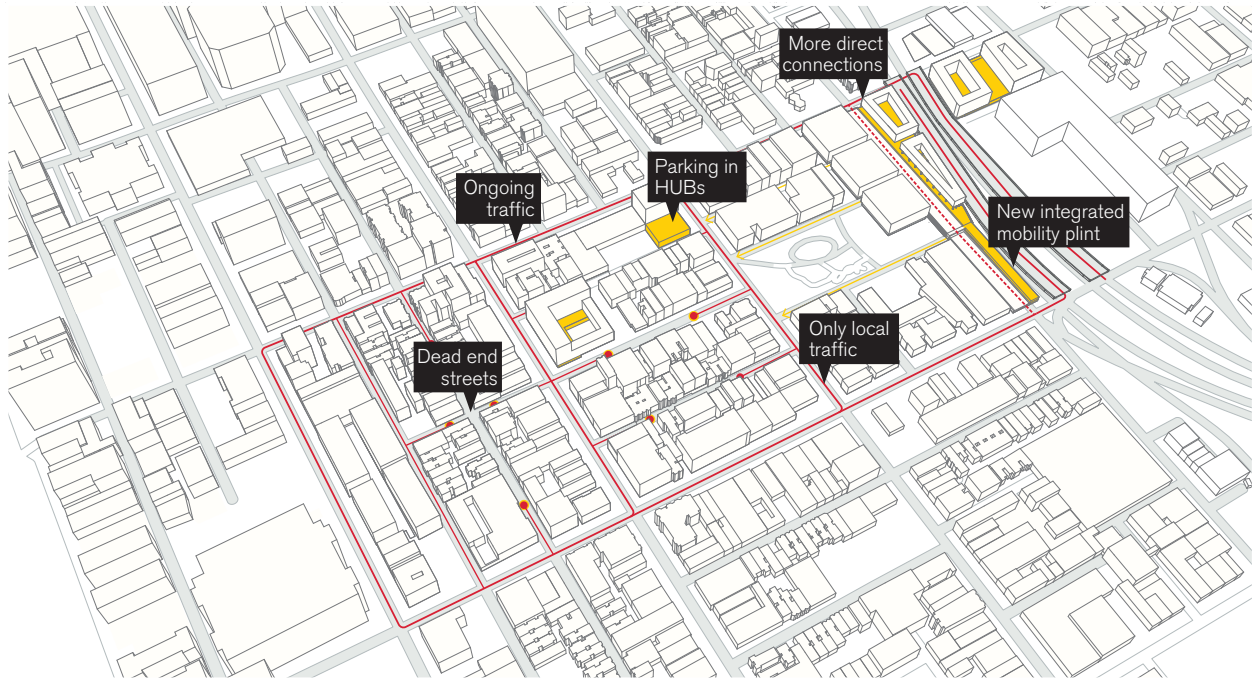 More direct
connections
Parking in
HUBs
Ongoing
traffic
New integrated
mobility plint
Only local
traffic
Dead end
streets